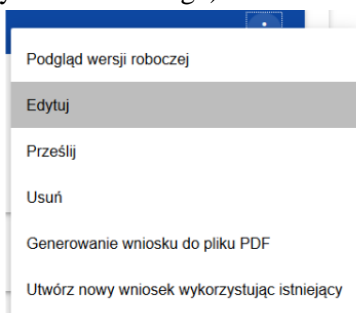 Podgląd wersji roboczej
Edytuj
Prześlij
Usuń
Generowanie wniosku do pliku PDF
Utwórz nowy wniosek wykorzystując istniejący